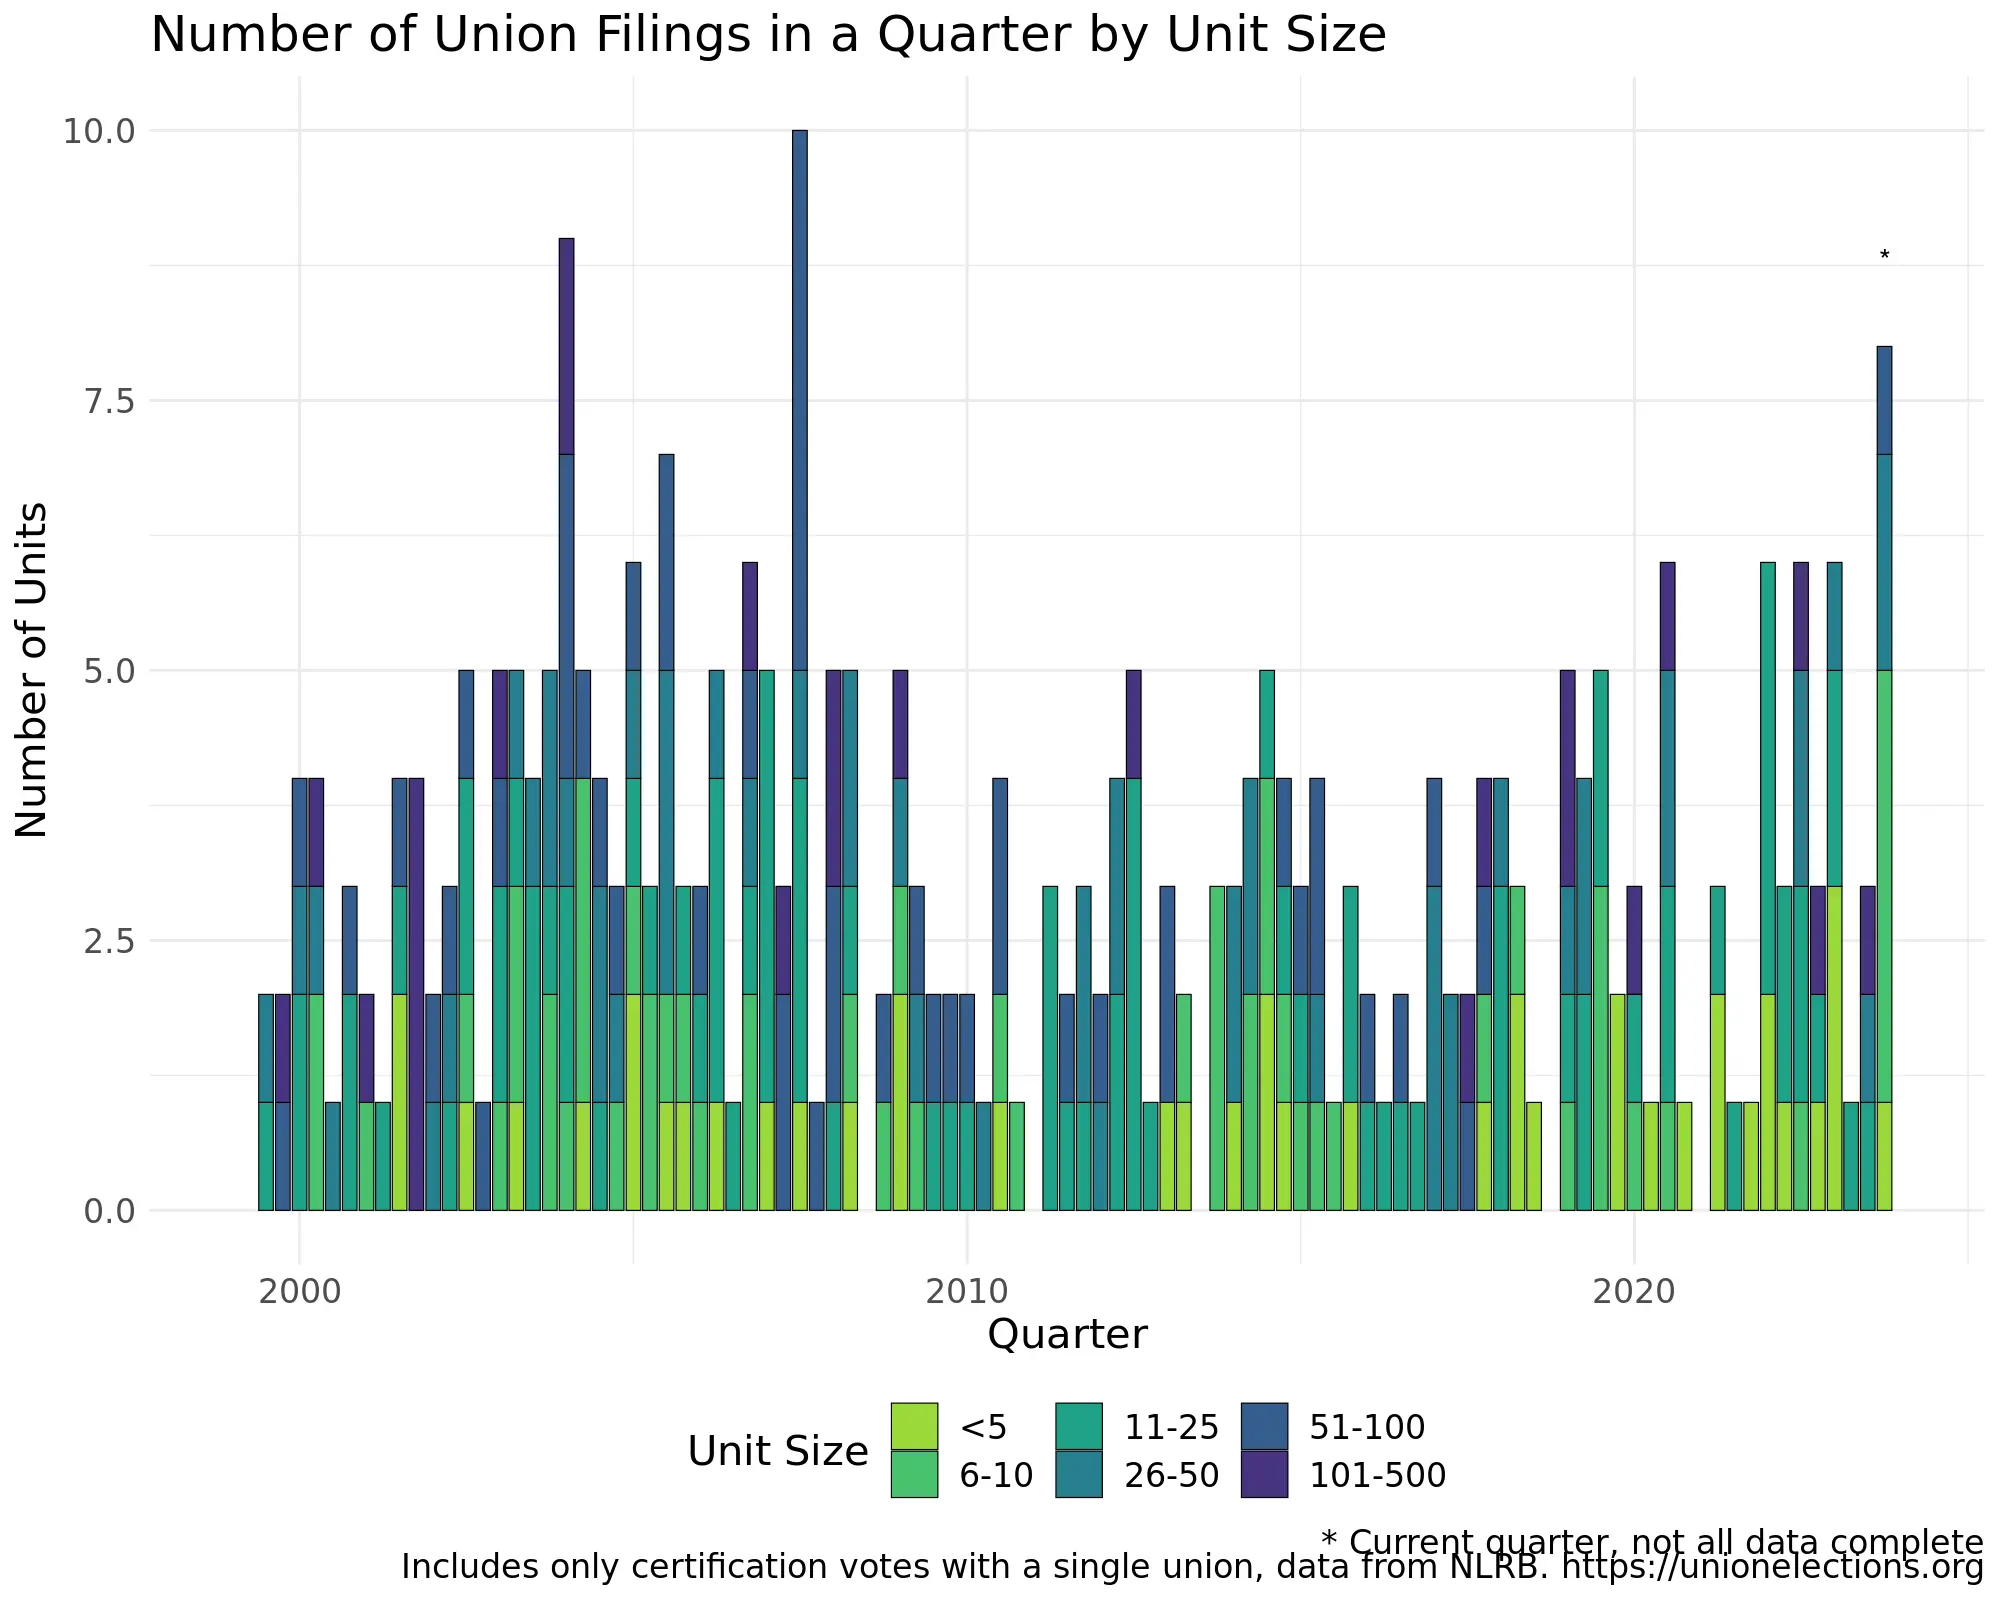 Number of Union Filings in a Quarter by Unit Size
10.0
*
7.5
5.0
2.5
0.0
Number of Units
2000 2010 2020
Quarter
Unit Size
<5 11-25 51-100
6-10 26-50 101-500
* Current quarter, not all data complete
Includes only certification votes with a single union, data from NLRB. https://unionelections.org